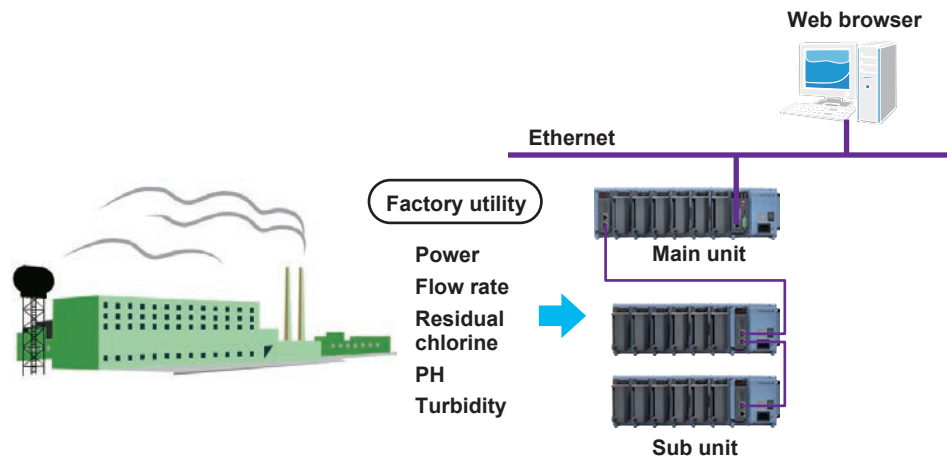 Web browser
Ethernet
Factory utility
Main unit
Power
Flow rate
Residual
chlorine
PH
Turbidity
Sub unit